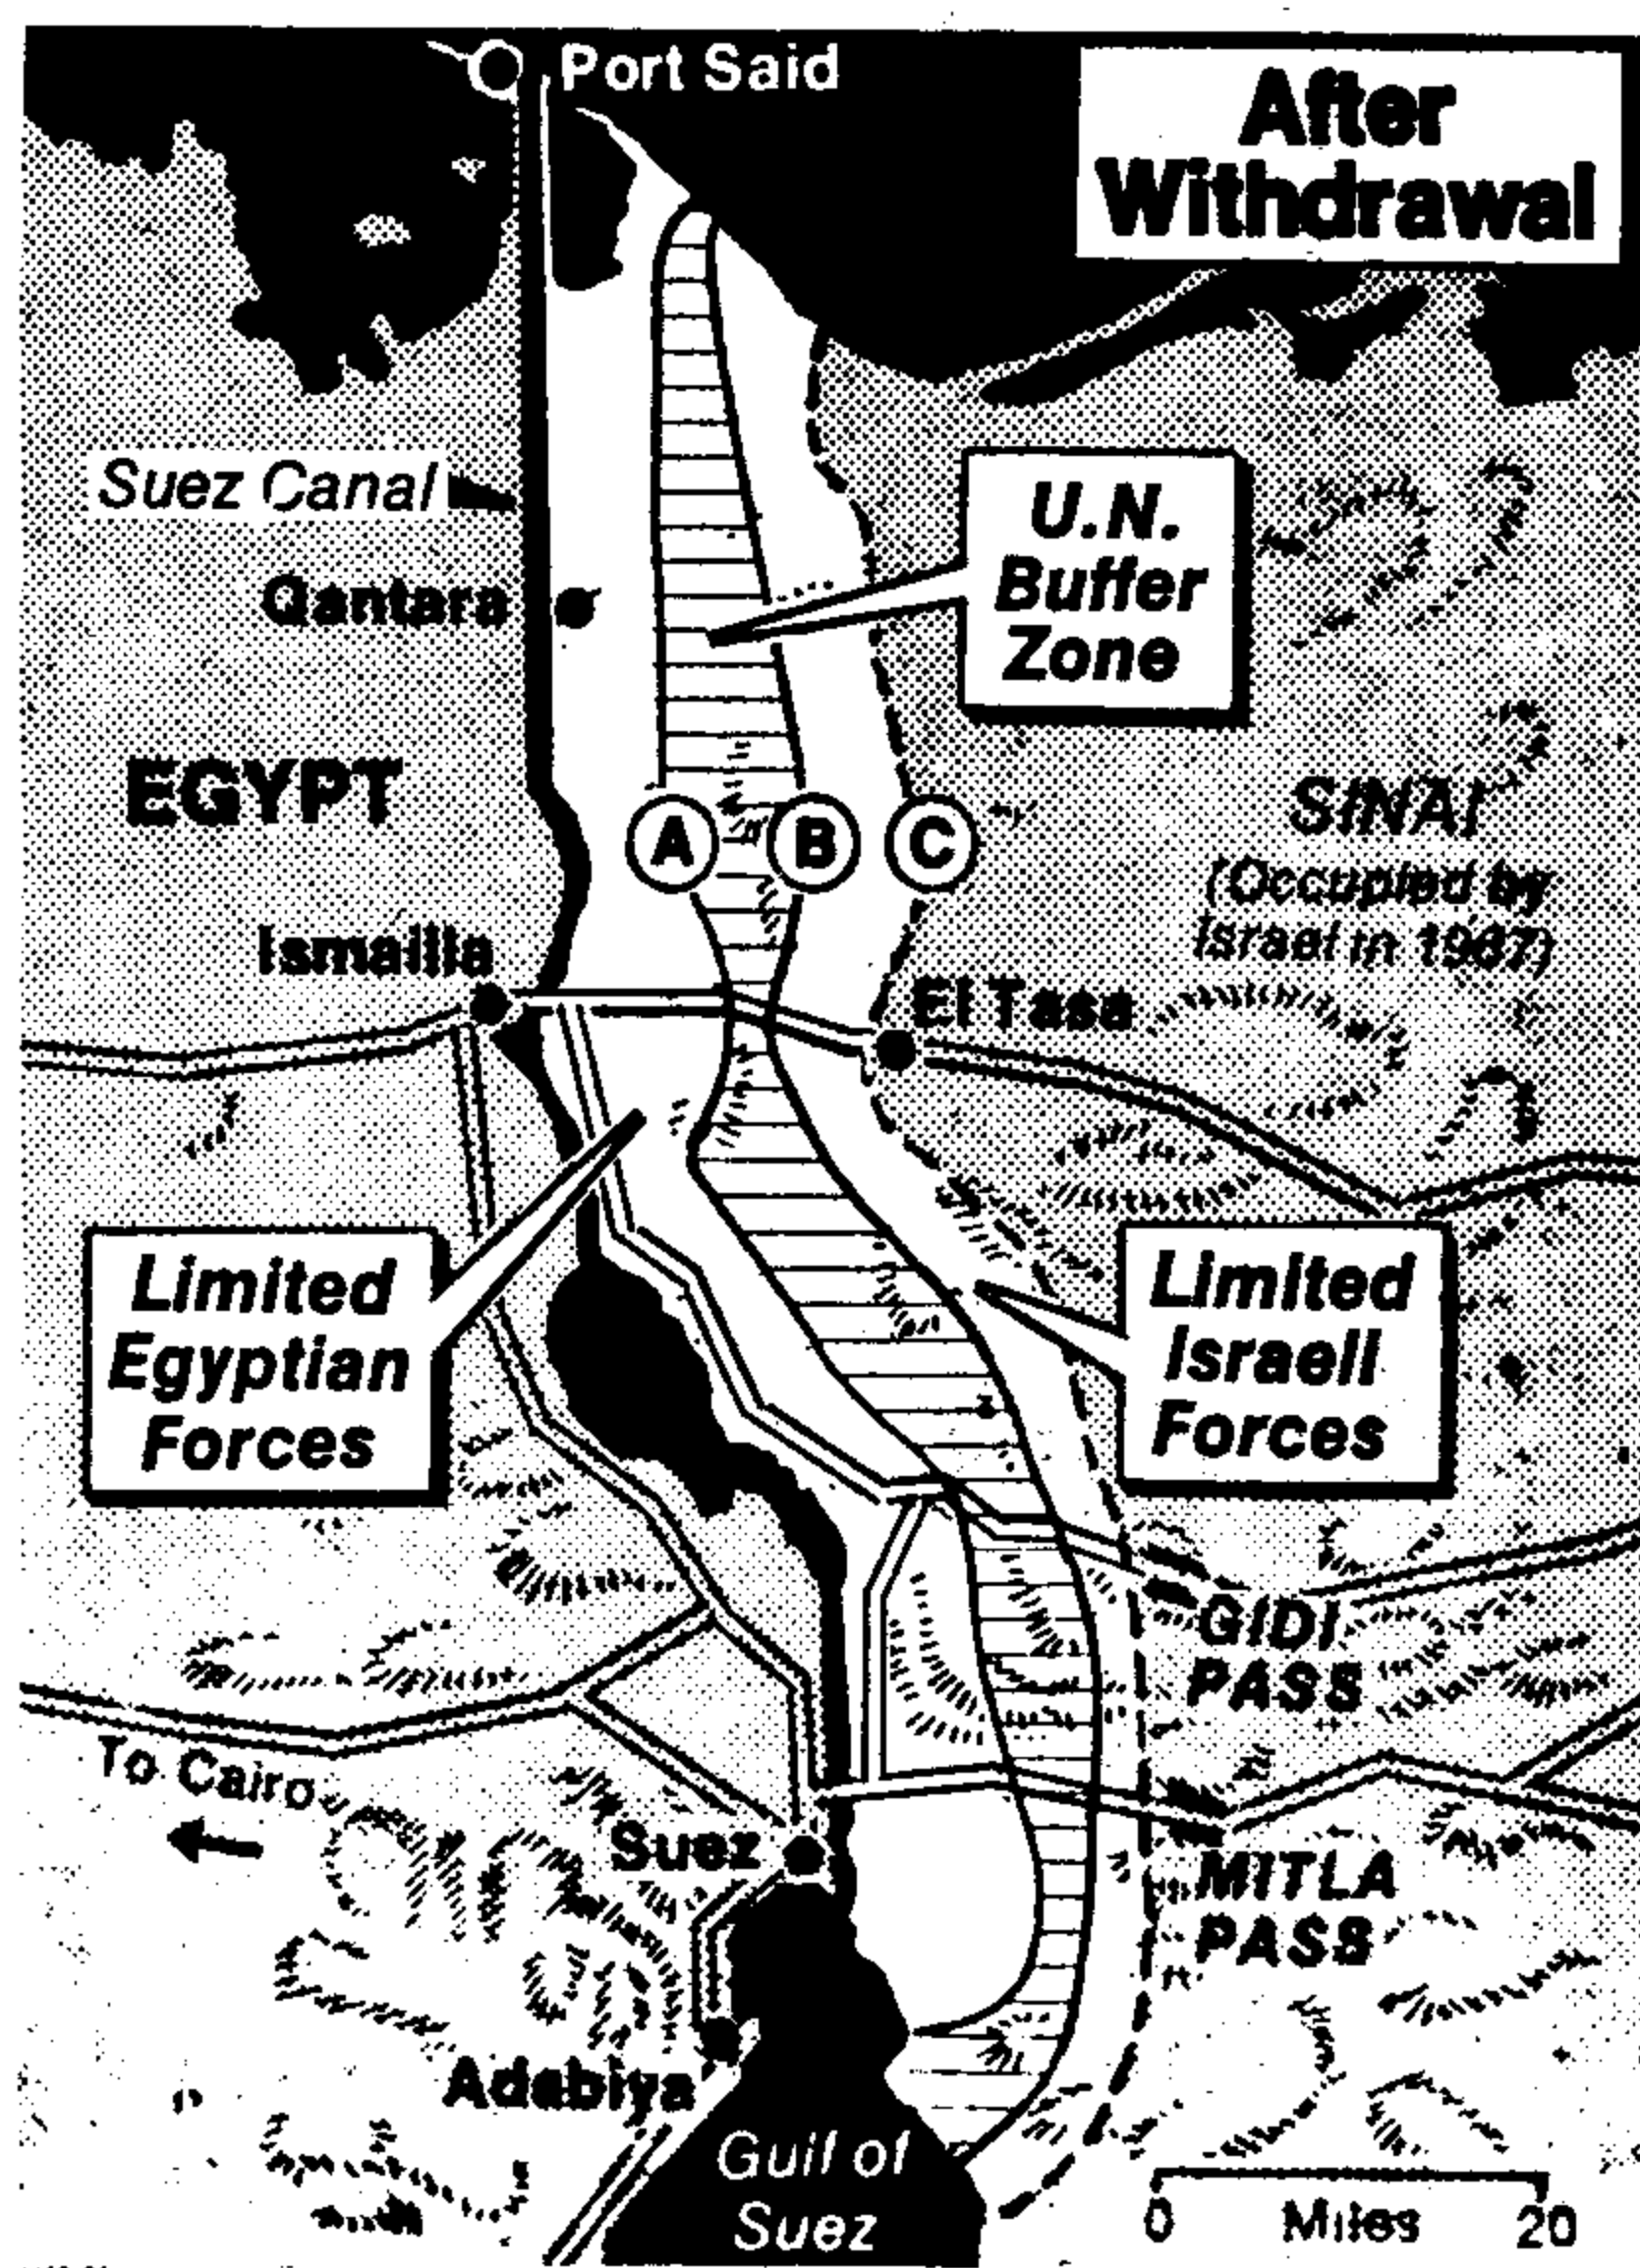 Port Said
After
Withdrawal
Suez Canal
U.N.
Buffer
Zone
Qantara
EGYPT
A
B
C
SINAI
(Occupied by
Israel in 1967)
Ismailia
El Tasa
Limited
Egyptian
Forces
Limited
Israeli
Forces
GIDI
PASS
To Cairo
Suez
MITLA
PASS
Adabiya
Gulf of
Suez
0 Miles 20